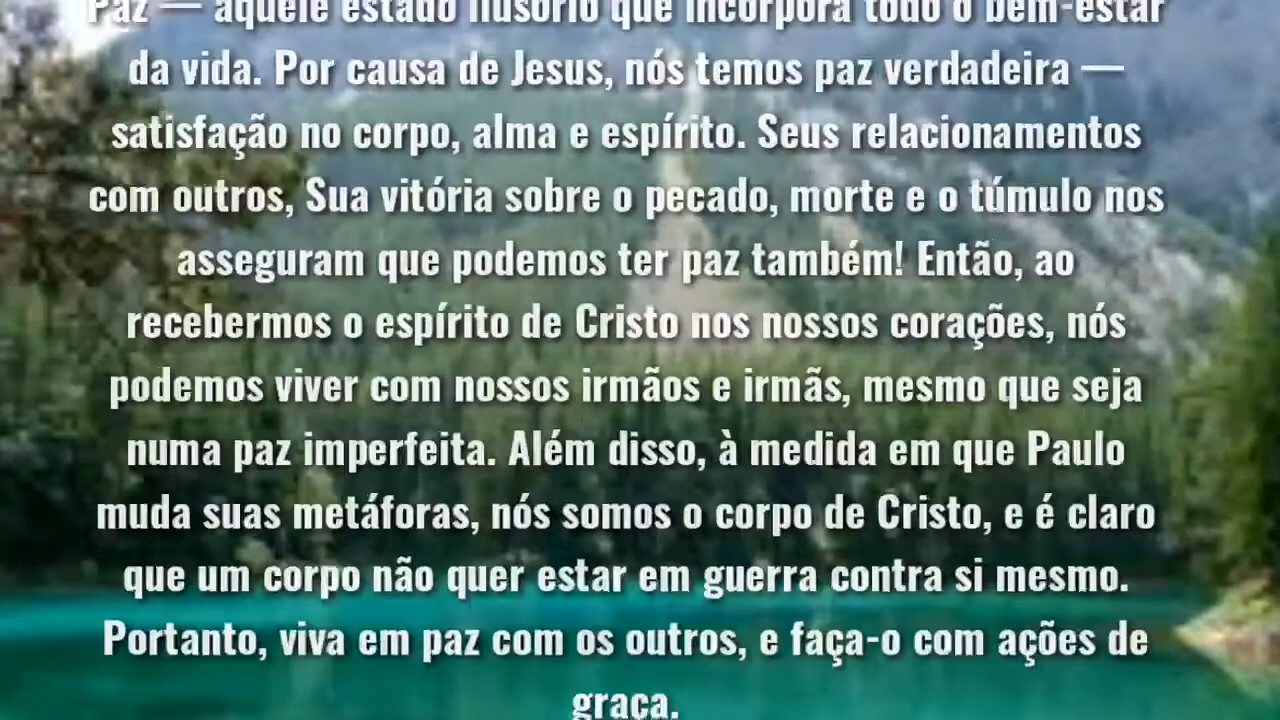 Paz — aquele estado ilusório que incorpora todo o bem-estar
da vida. Por causa de Jesus, nós temos paz verdadeira —
satisfação no corpo, alma e espírito. Seus relacionamentos
com outros, Sua vitória sobre o pecado, morte e o túmulo nos
asseguram que podemos ter paz também! Então, ao
recebermos o espírito de Cristo nos nossos corações, nós
podemos viver com nossos irmãos e irmãs, mesmo que seja
numa paz imperfeita. Além disso, à medida em que Paulo
muda suas metáforas, nós somos o corpo de Cristo, e é claro
que um corpo não quer estar em guerra contra si mesmo.
Portanto, viva em paz com os outros, e faça-o com ações de
graça.